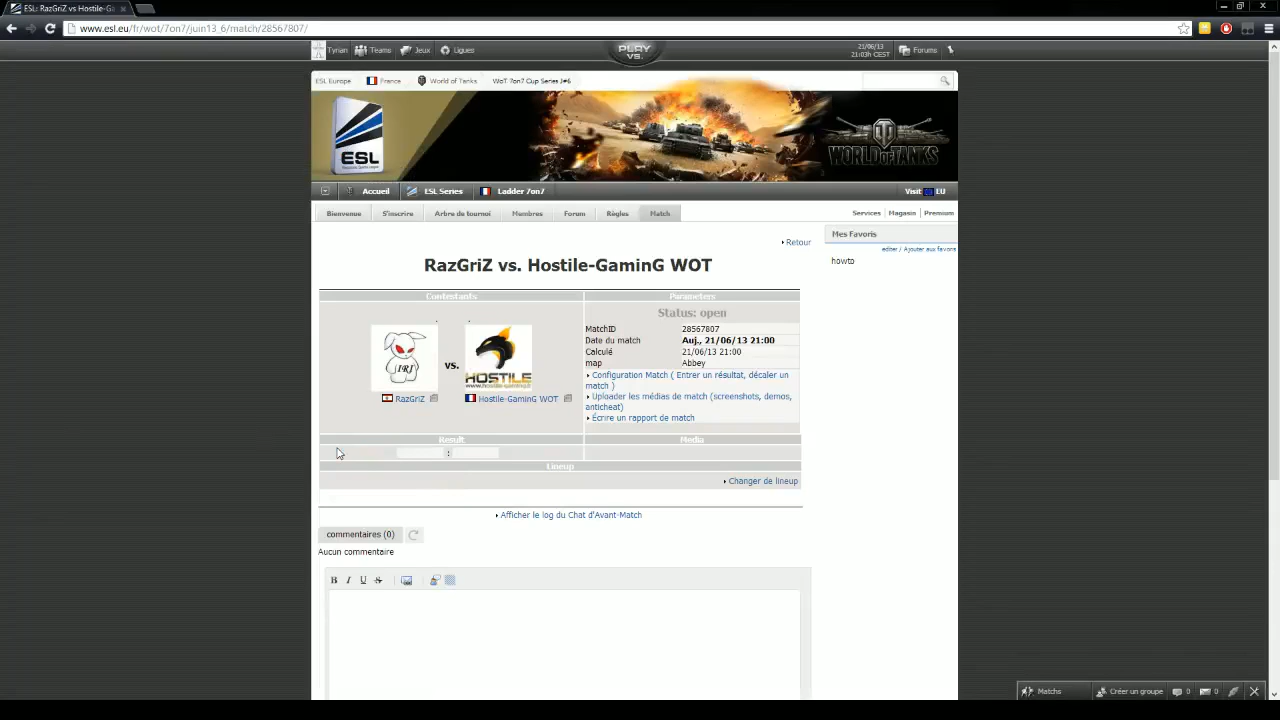 ESL: RazGriZ vs Hostile-Ga
www.esl.eu/fr/wot/7on7/juin13_6/match/28567807/
Tyrian Teams Jeux Ligues PLAY VS. 21/06/13 21:03h CEST Forums
ESL Europe France World of Tanks WoT 7on7 Cup Series J#6
ESL
WORLD OF TANKS
Accueil ESL Series Ladder 7on7 Visit EU
Bienvenue S'inscrire Arbre de tournoi Membres Forum Règles Match Services Magasin Premium
Mes Favoris
editer / Ajouter aux favoris
howto
Retour
RazGriZ vs. Hostile-GaminG WOT
Contestants Parameters
Status: open
MatchID 28567807
Date du match Auj., 21/06/13 21:00
Calculé 21/06/13 21:00
map Abbey
Configuration Match ( Entrer un résultat, décaler un
match )
Uploader les médias de match (screenshots, demos,
anticheat)
Écrire un rapport de match
vs.
HOSTILE
RazGriZ Hostile-GaminG WOT
Result Media
:
Lineup
Changer de lineup
Afficher le log du Chat d'Avant-Match
commentaires (0)
Aucun commentaire
B I U S
Matchs Créer un groupe 0 0